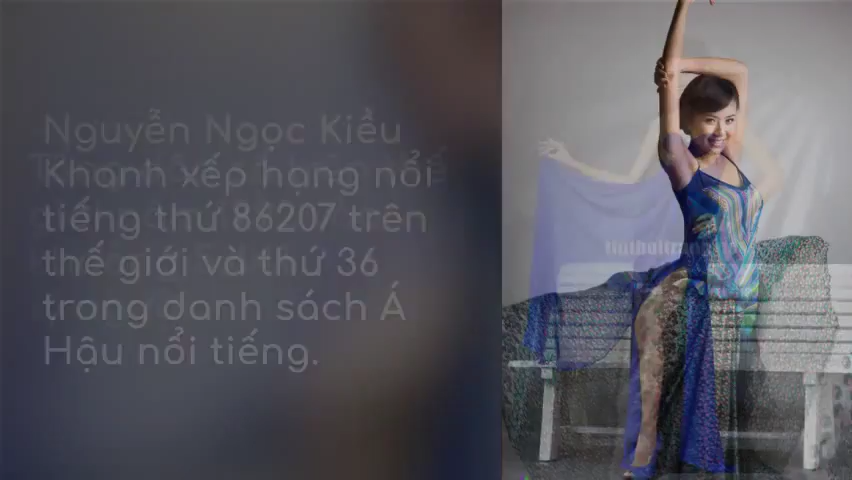 Nguyễn Ngọc Kiều
Khanh xếp hạng nổi
tiếng thứ 86207 trên
thế giới và thứ 36
trong danh sách Á
Hậu nổi tiếng.